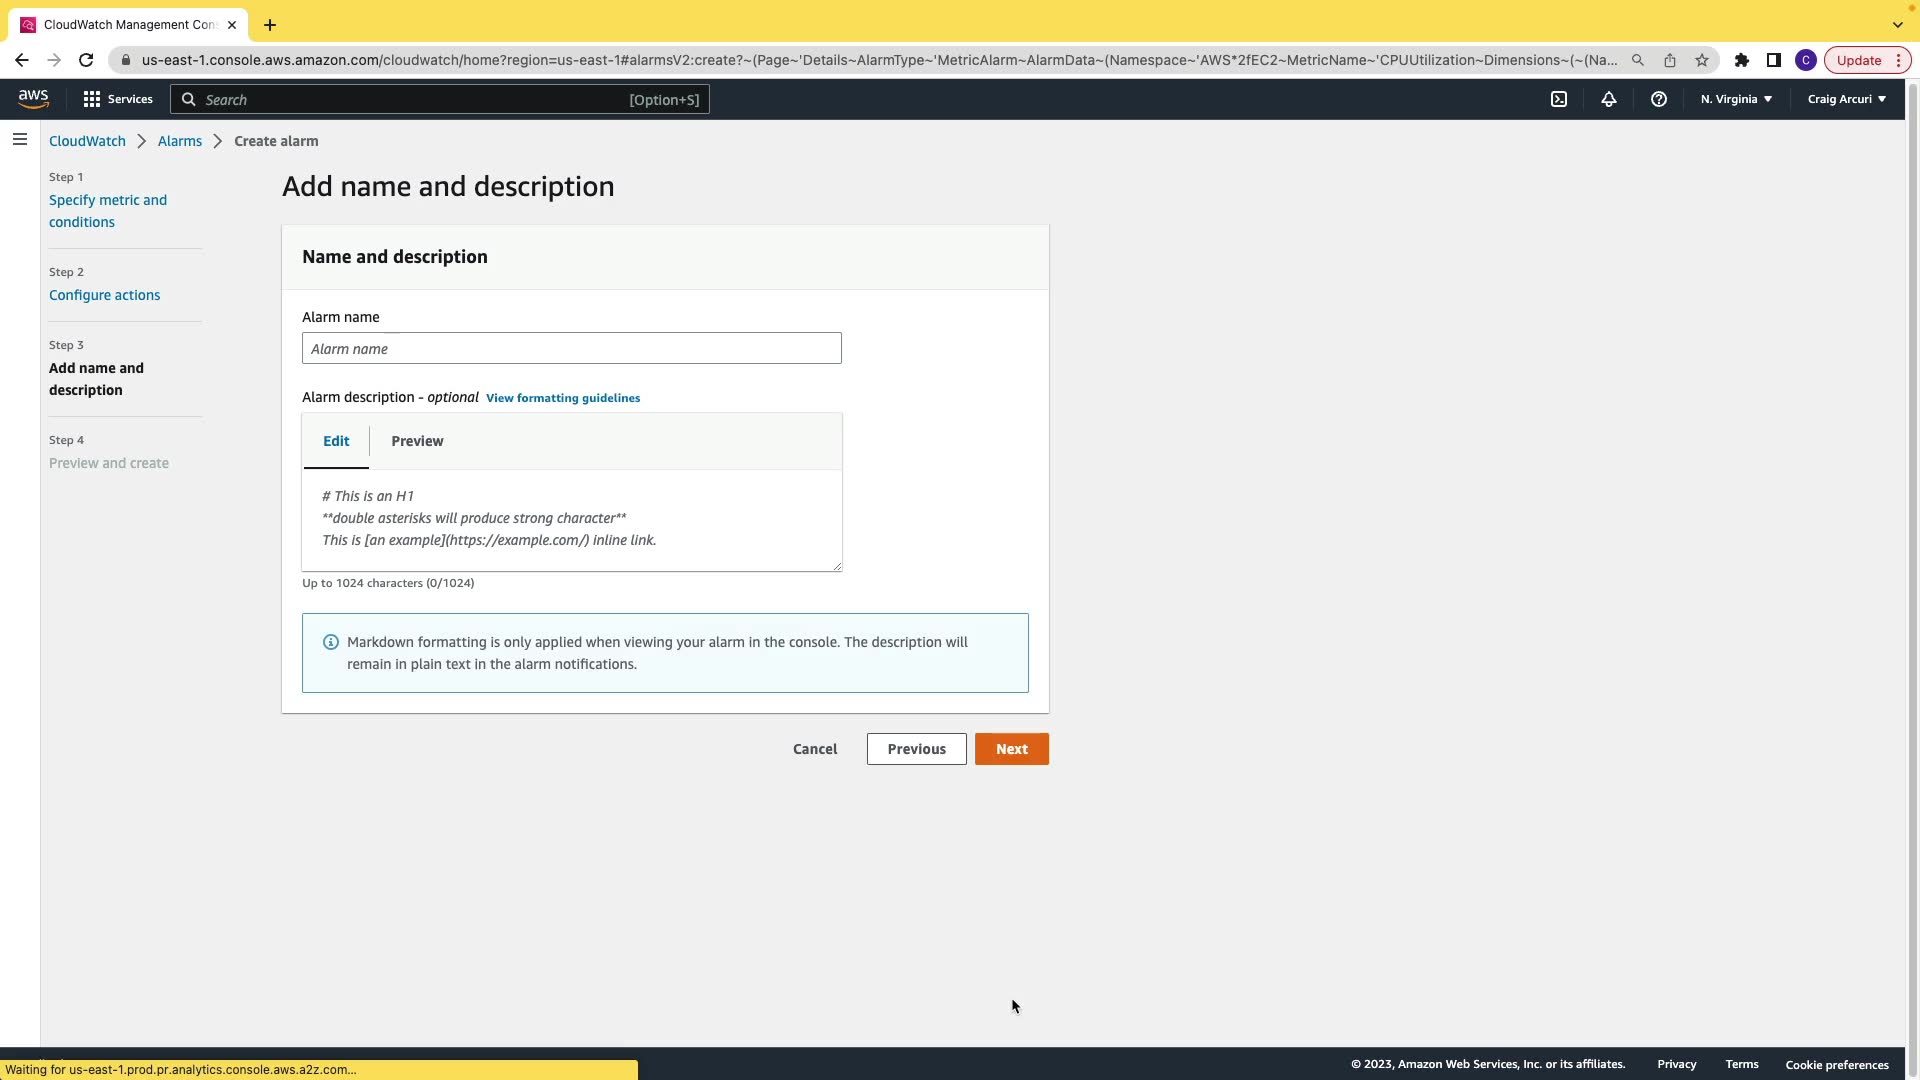 CloudWatch Management Con
us-east-1.console.aws.amazon.com/cloudwatch/home?region=us-east-1#alarmsV2:create?~(Page~'Details~AlarmType~'MetricAlarm~AlarmData~(Namespace~'AWS*2fEC2~MetricName~'CPUUtilization~Dimensions~(~(Na...
C
Update
aws
Services
Search
[Option+S]
N. Virginia
Craig Arcuri
CloudWatch
Alarms
Create alarm
Step 1
Specify metric and
conditions
Step 2
Configure actions
Step 3
Add name and
description
Step 4
Preview and create
Add name and description
Name and description
Alarm name
Alarm name
Alarm description - optional View formatting guidelines
Edit
Preview
# This is an H1
**double asterisks will produce strong character**
This is [an example](https://example.com/) inline link.
Up to 1024 characters (0/1024)
Markdown formatting is only applied when viewing your alarm in the console. The description will
remain in plain text in the alarm notifications.
Cancel
Previous
Next
Waiting for us-east-1.prod.pr.analytics.console.aws.a2z.com...
© 2023, Amazon Web Services, Inc. or its affiliates.
Privacy
Terms
Cookie preferences